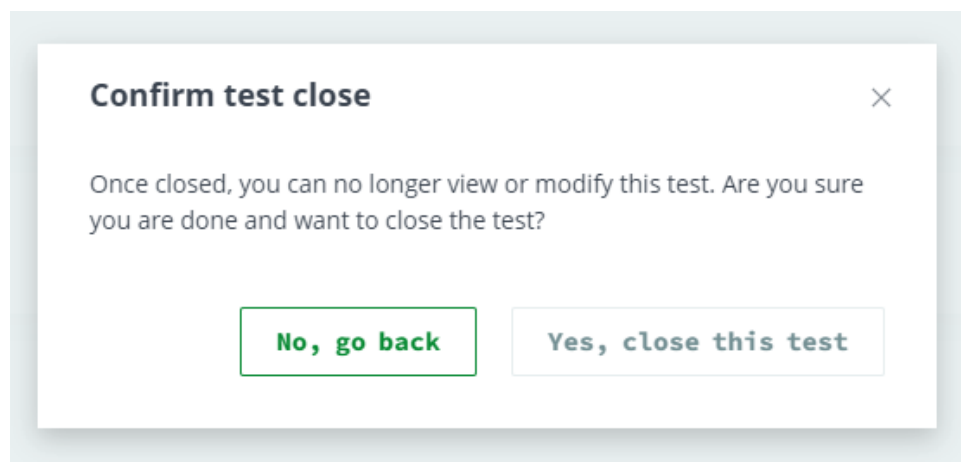 Confirm test close
Once closed, you can no longer view or modify this test. Are you sure
you are done and want to close the test?
No, go back
Yes, close this test